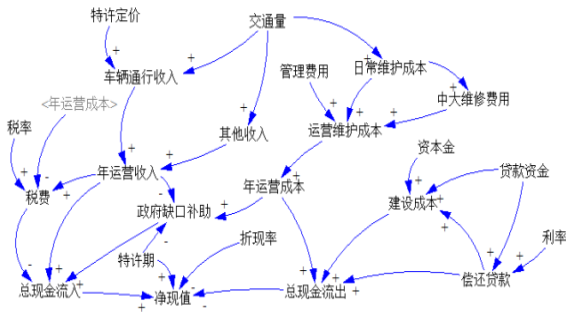 特许定价
交通量
车辆通行收入
管理费用
日常维护成本
<年运营成本>
中大维修费用
税率
其他收入
运营维护成本
资本金
年运营收入
贷款资金
税费
政府缺口补助
年运营成本
建设成本
特许期
折现率
利率
总现金流入
净现值
总现金流出
偿还贷款